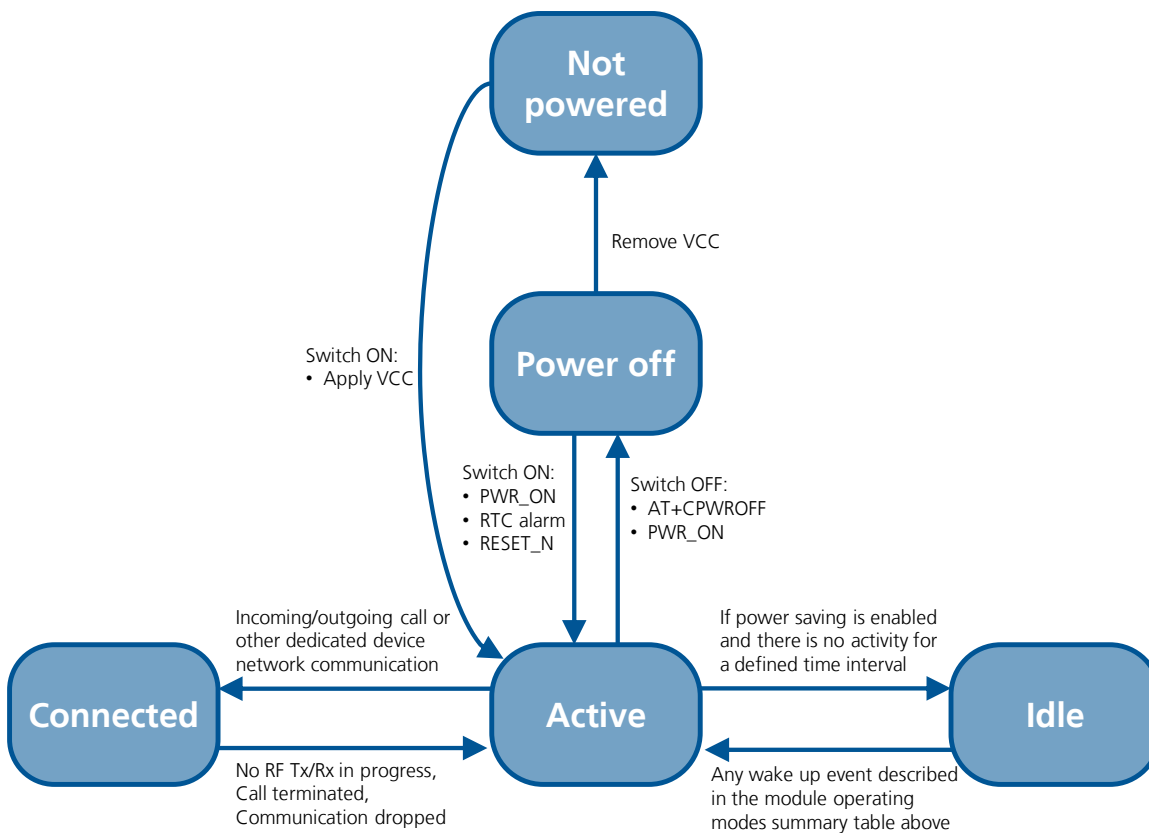 Not
powered
Remove VCC
Switch ON:
• Apply VCC
Power off
Switch ON:
• PWR_ON
• RTC alarm
• RESET_N
Switch OFF:
• AT+CPWROFF
• PWR_ON
Incoming/outgoing call or
other dedicated device
network communication
If power saving is enabled
and there is no activity for
a defined time interval
Connected
Active
Idle
No RF Tx/Rx in progress,
Call terminated,
Communication dropped
Any wake up event described
in the module operating
modes summary table above